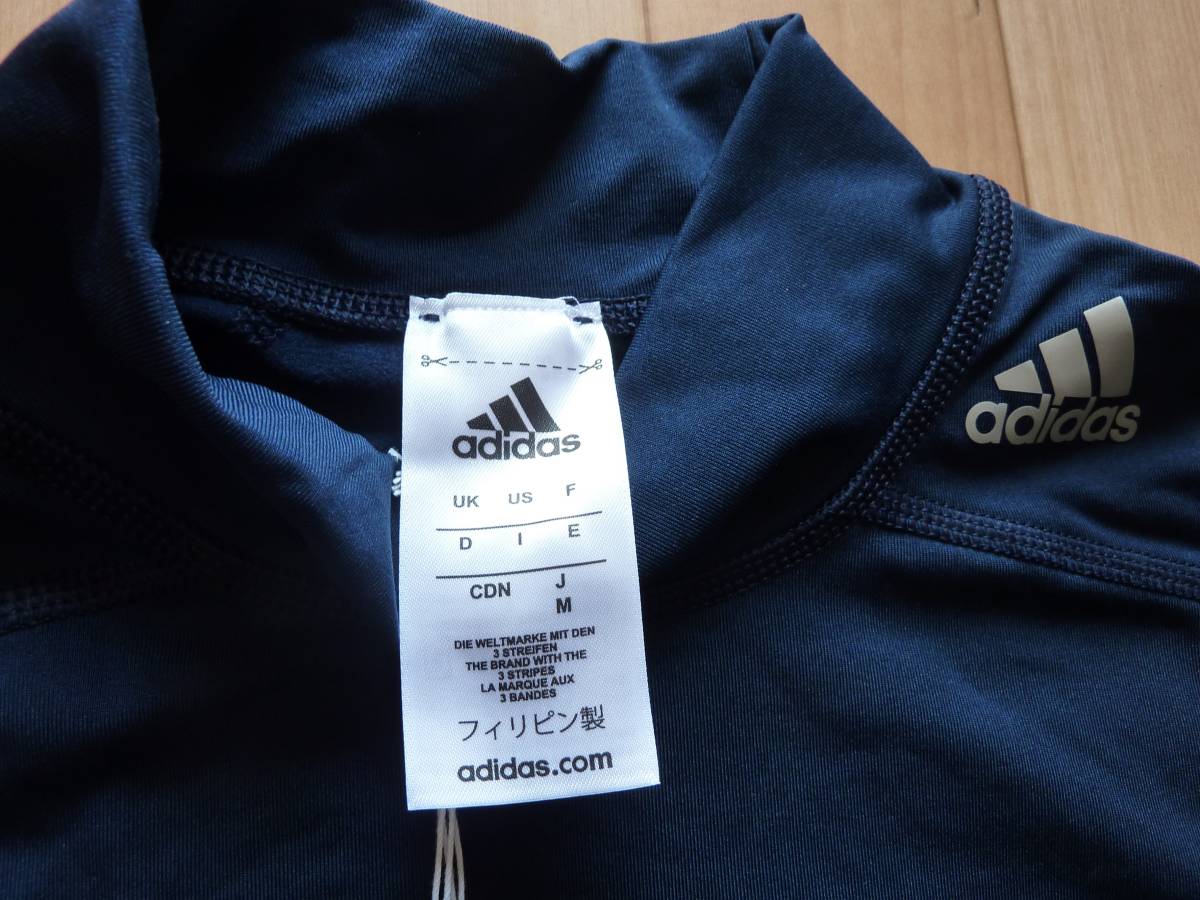 adidas
UK US F
D I E
CDN J
M
DIE WELTMARKE MIT DEN
3 STREIFEN
THE BRAND WITH THE
3 STRIPES
LA MARQUE AUX
3 BANDES
フィリピン製
adidas.com
adidas